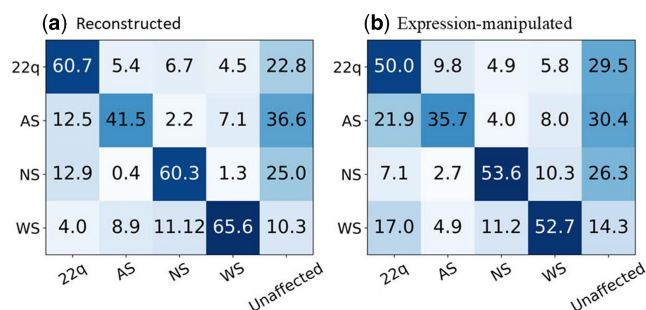 (a) Reconstructed
22q 60.7 5.4 6.7 4.5 22.8
AS 12.5 41.5 2.2 7.1 36.6
NS 12.9 0.4 60.3 1.3 25.0
WS 4.0 8.9 11.12 65.6 10.3
22q AS NS WS Unaffected
(b) Expression-manipulated
22q 50.0 9.8 4.9 5.8 29.5
AS 21.9 35.7 4.0 8.0 30.4
NS 7.1 2.7 53.6 10.3 26.3
WS 17.0 4.9 11.2 52.7 14.3
22q AS NS WS Unaffected